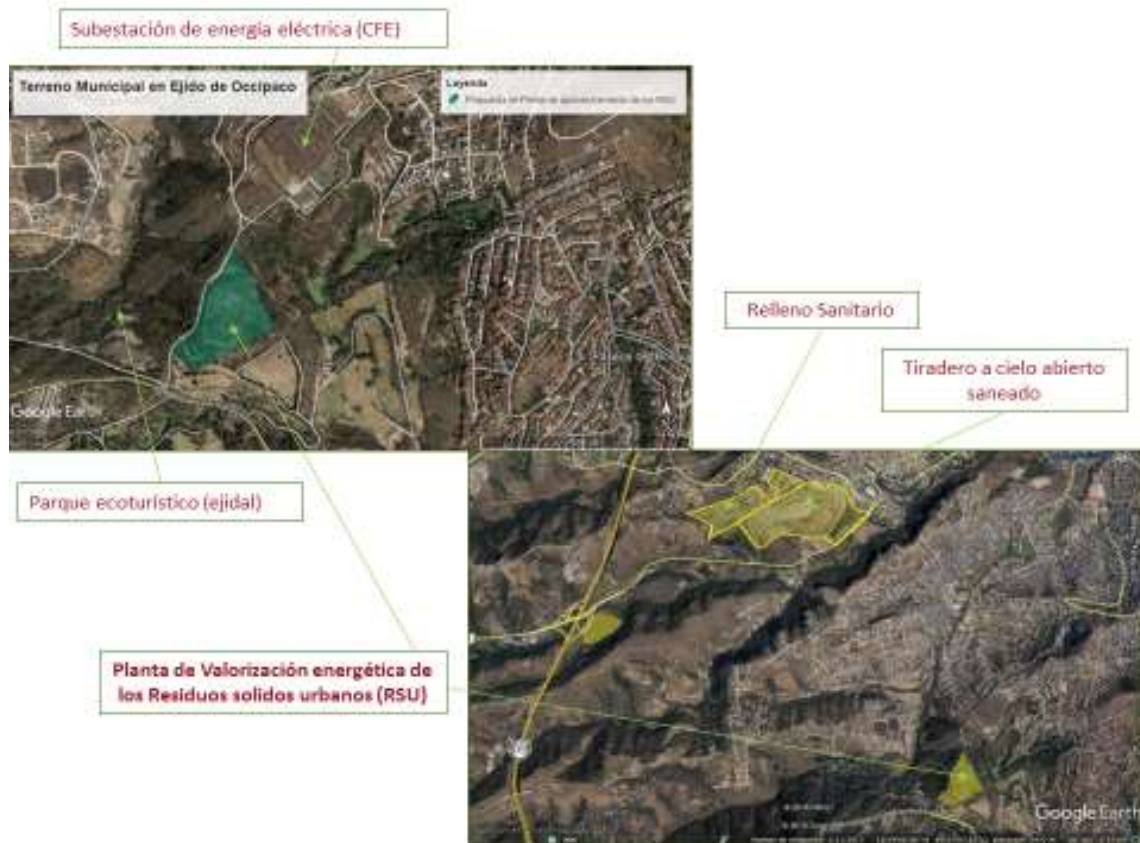 Subestación de energía eléctrica (CFE)
Terreno Municipal en Ejido de Occipaco
Leyenda
Google Earth
Relleno Sanitario
Tiradero a cielo abierto
saneado
Parque ecoturístico (ejidal)
Planta de Valorización energética de
los Residuos solidos urbanos (RSU)
Google Earth